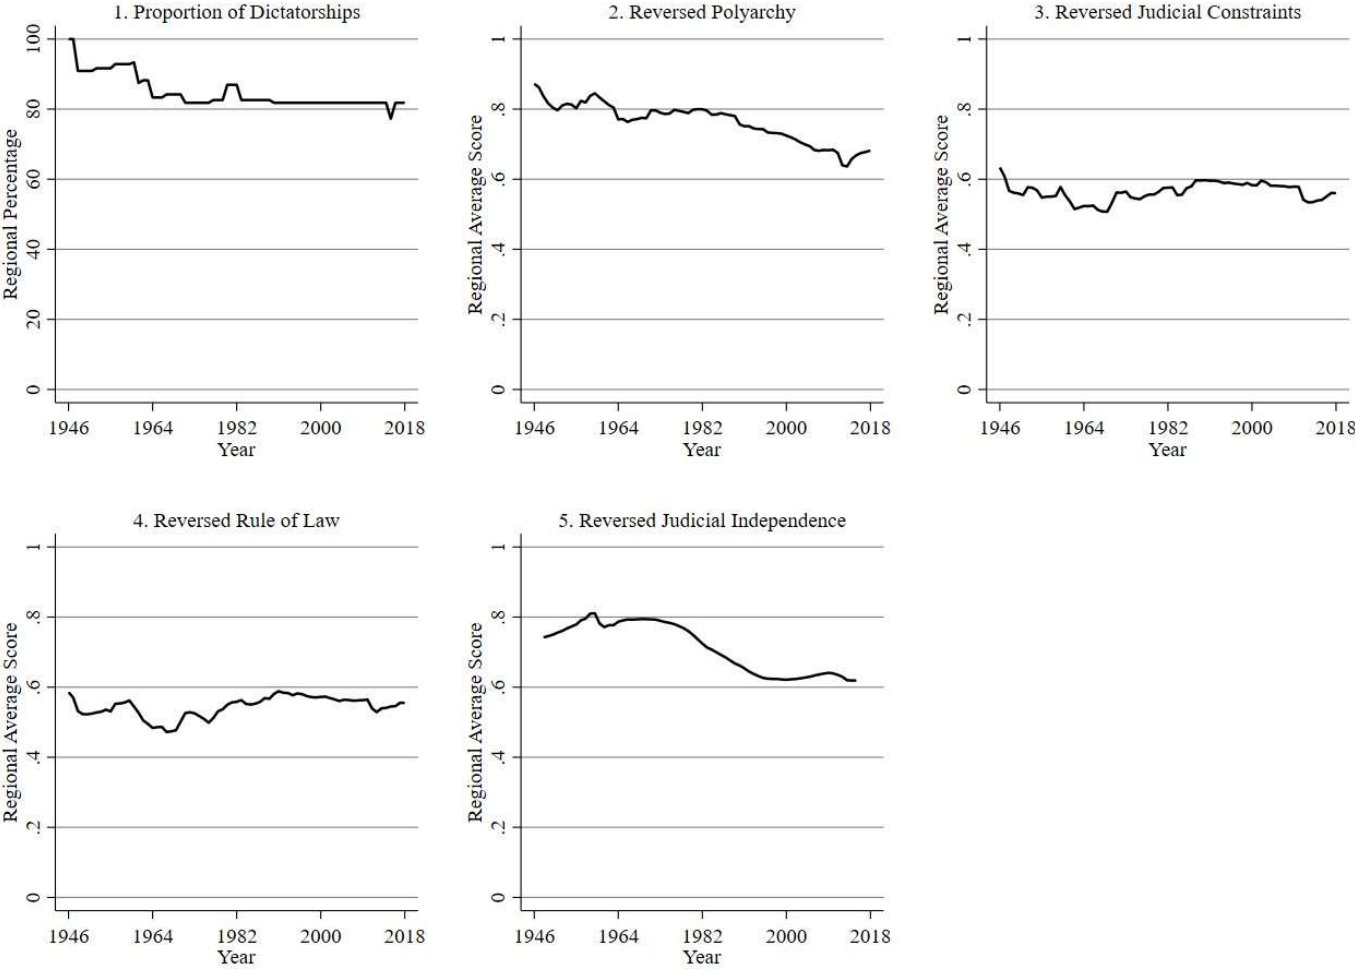 1. Proportion of Dictatorships
Regional Percentage
100
80
60
40
20
0
1946 1964 1982 2000 2018
Year
2. Reversed Polyarchy
Regional Average Score
1
.8
.6
.4
.2
0
1946 1964 1982 2000 2018
Year
3. Reversed Judicial Constraints
Regional Average Score
1
.8
.6
.4
.2
0
1946 1964 1982 2000 2018
Year
4. Reversed Rule of Law
Regional Average Score
1
.8
.6
.4
.2
0
1946 1964 1982 2000 2018
Year
5. Reversed Judicial Independence
Regional Average Score
1
.8
.6
.4
.2
0
1946 1964 1982 2000 2018
Year